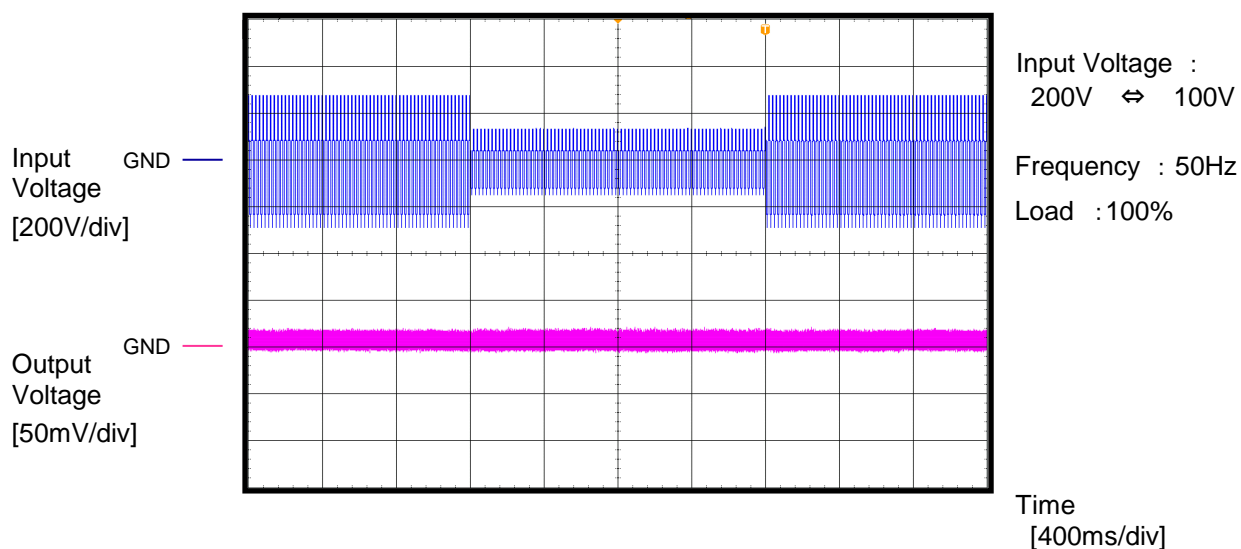 Input Voltage :
200V ⇔ 100V
Frequency : 50Hz
Load :100%
Input
Voltage
[200V/div]
GND
T
Output
Voltage
[50mV/div]
GND
Time
[400ms/div]